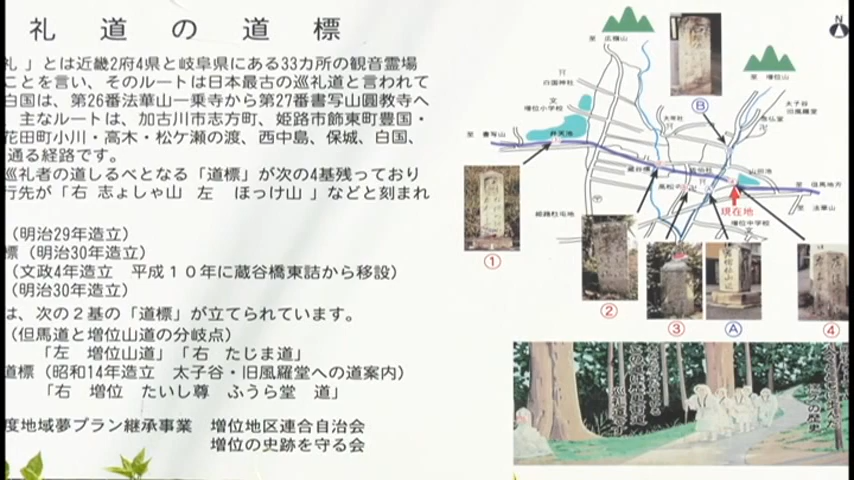 礼道の道標
礼」とは近畿2府4県と岐阜県にある33カ所の観音霊場
ことを言い、そのルートは日本最古の巡礼道と言われて
白国は、第26番法華山一乗寺から第27番書写山圓教寺へ
主なルートは、加古川市志方町、姫路市飾東町豊国・
花田町小川・高木・松ケ瀬の渡、西中島、保城、白国、
通る経路です。
巡礼者の道しるべとなる「道標」が次の4基残っており
行先が「右 志ょしゃ山 左 ほっけ山」などと刻まれ
(明治29年造立)
標(明治30年造立)
(文政4年造立 平成10年に蔵谷橋東詰から移設)
(明治30年造立)
は、次の2基の「道標」が立てられています。
(但馬道と増位山道の分岐点)
「左 増位山道」「右 たじま道」
道標(昭和14年造立 太子谷・旧風羅堂への道案内)
「右 増位 たいし尊 ふうら堂 道」
度地域夢プラン継承事業 増位地区連合自治会
増位の史跡を守る会
N
至 広嶺山
至 増位山
白国神社
増位小学校
太子谷
旧風羅堂
至 書写山
至 但馬地方
至 法華山
現在地
増位中学校
姫路駐屯地
B
①
②
③
A
④